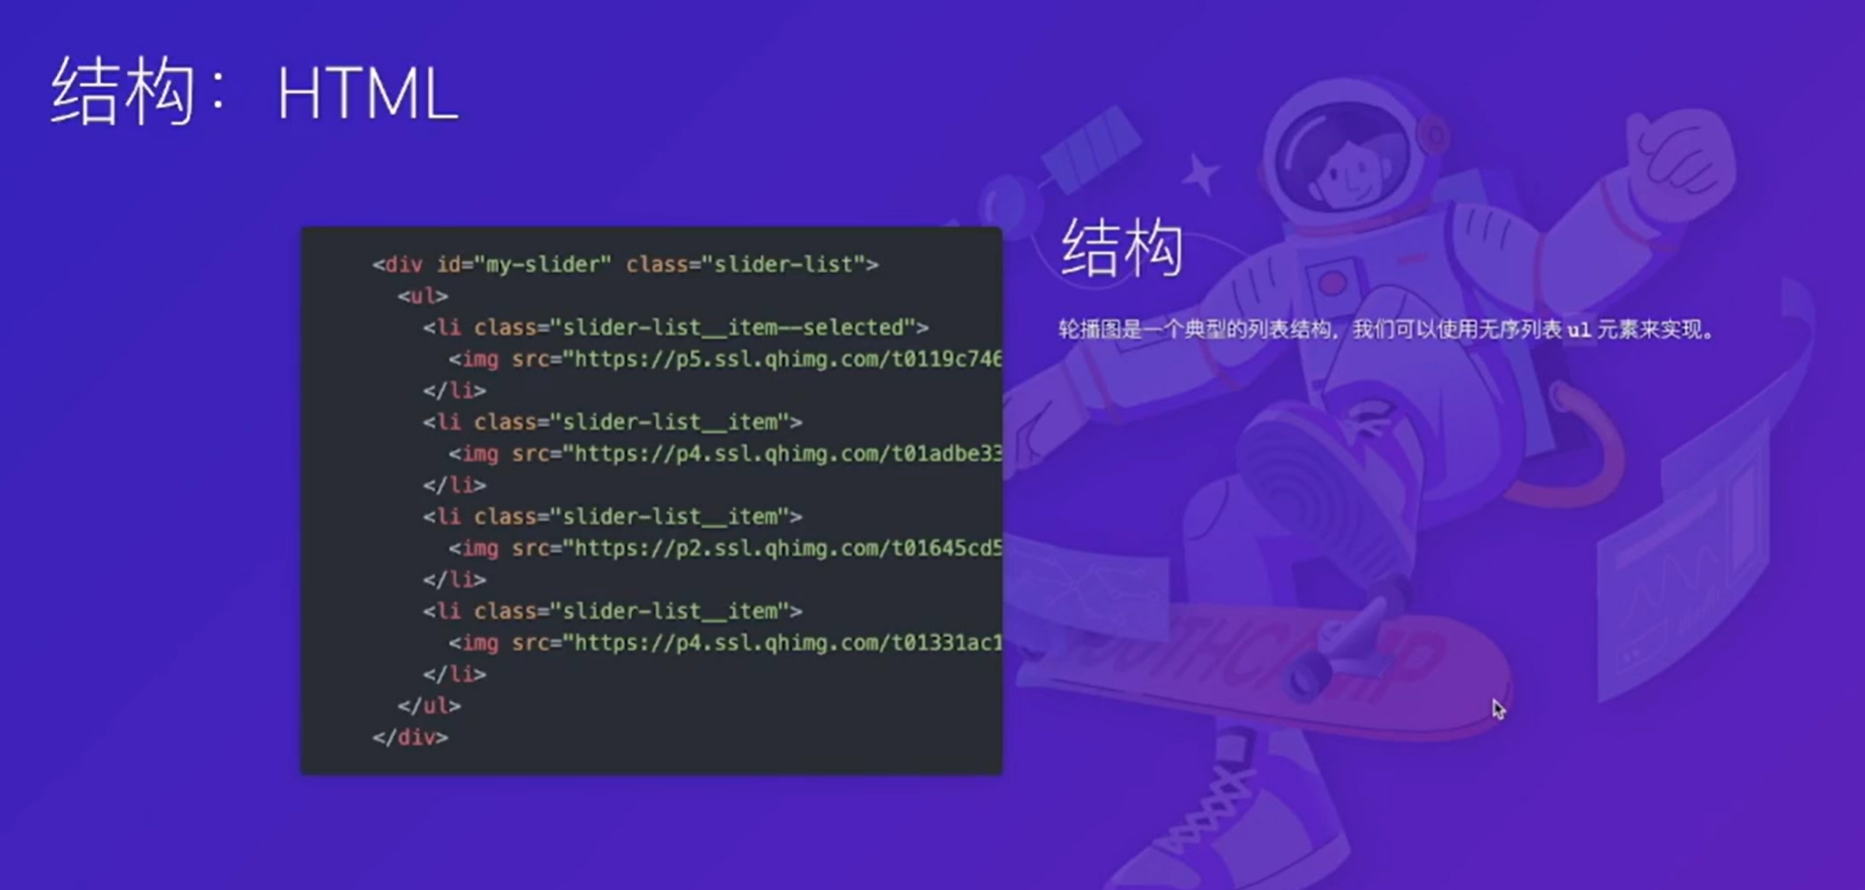 结构：HTML
<div id="my-slider" class="slider-list">
<ul>
<li class="slider-list__item--selected">
<img src="https://p5.ssl.qhimg.com/t0119c746
</li>
<li class="slider-list__item">
<img src="https://p4.ssl.qhimg.com/t01adbe33
</li>
<li class="slider-list__item">
<img src="https://p2.ssl.qhimg.com/t01645cd5
</li>
<li class="slider-list__item">
<img src="https://p4.ssl.qhimg.com/t01331ac1
</li>
</ul>
</div>
结构
轮播图是一个典型的列表结构，我们可以使用无序列表 ul 元素来实现。